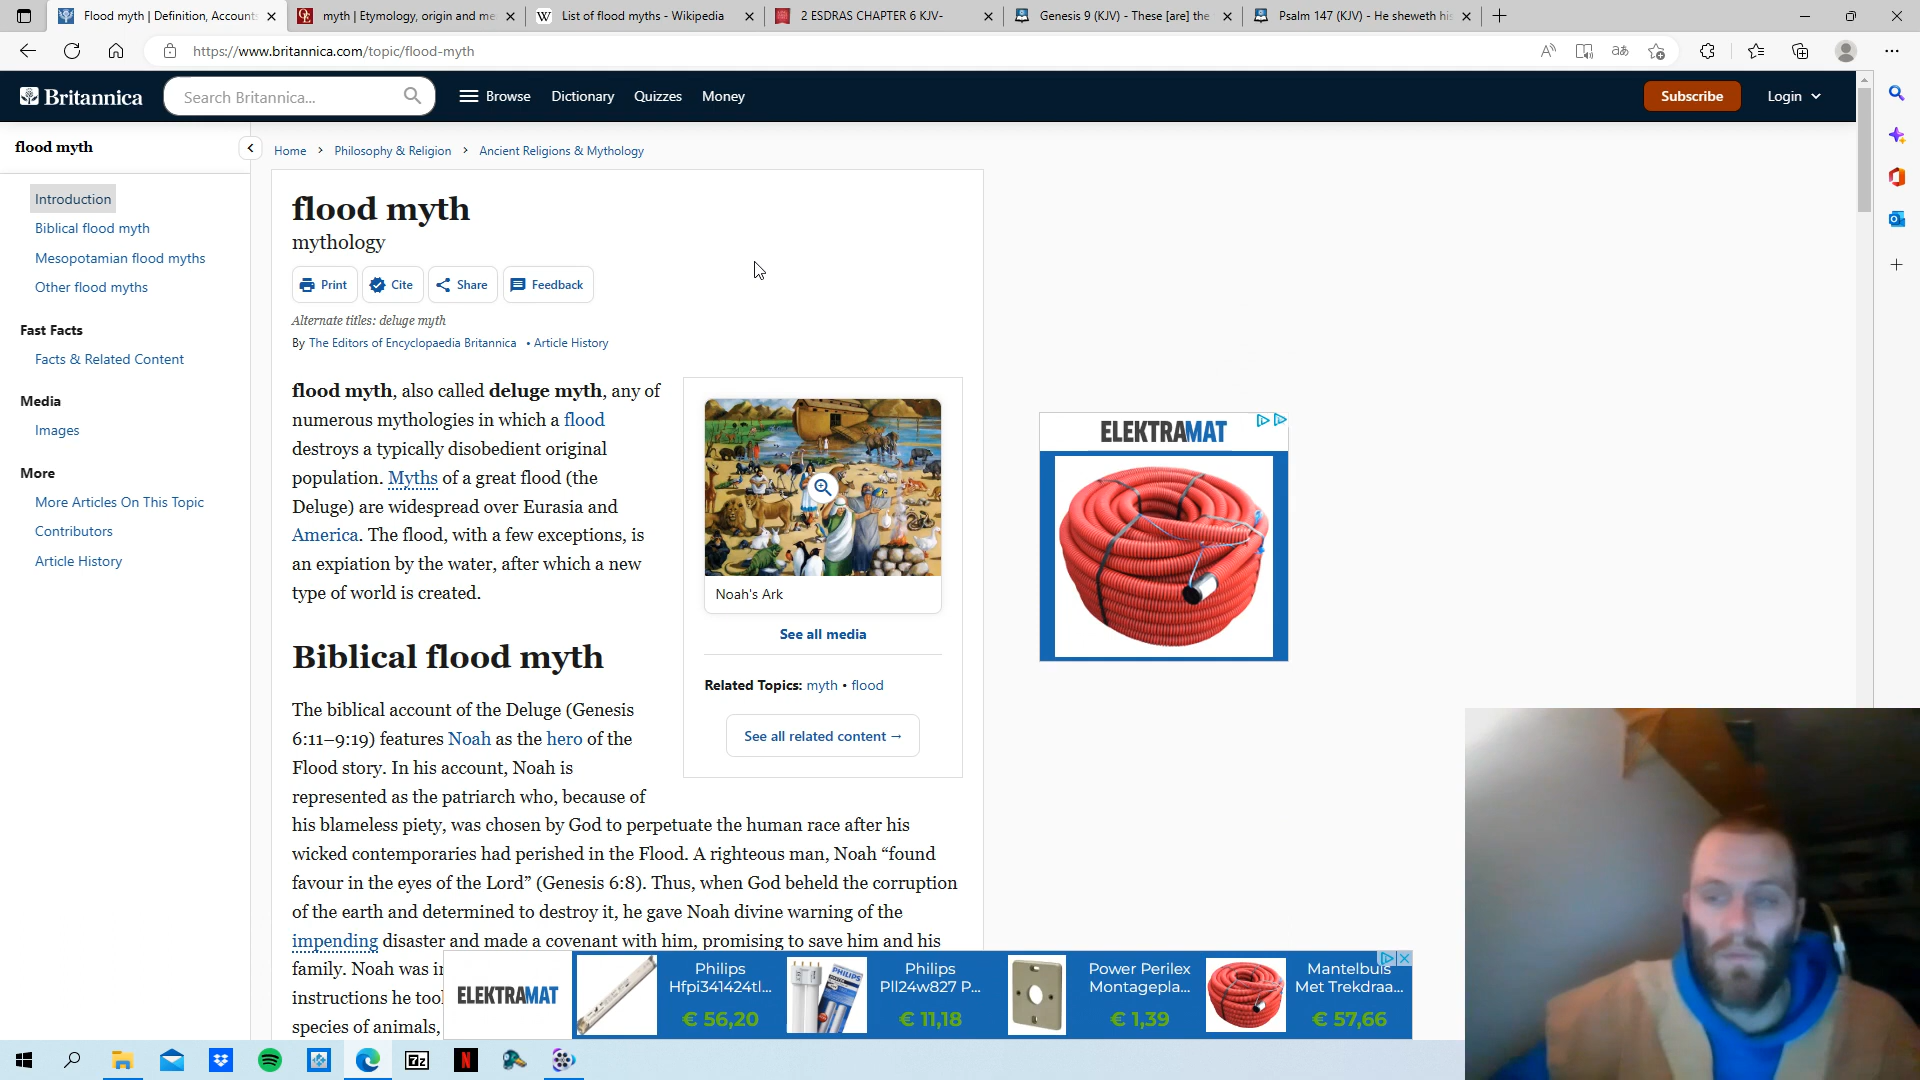 Flood myth | Definition, Accounts
myth | Etymology, origin and me
W List of flood myths - Wikipedia
2 ESDRAS CHAPTER 6 KJV-
Genesis 9 (KJV) - These [are] the
Psalm 147 (KJV) - He sheweth his
https://www.britannica.com/topic/flood-myth
Britannica
Search Britannica...
Browse
Dictionary
Quizzes
Money
Subscribe
Login
flood myth
Introduction
Biblical flood myth
Mesopotamian flood myths
Other flood myths
Fast Facts
Facts & Related Content
Media
Images
More
More Articles On This Topic
Contributors
Article History
Home > Philosophy & Religion > Ancient Religions & Mythology
flood myth
mythology
Print
Cite
Share
Feedback
Alternate titles: deluge myth
By The Editors of Encyclopaedia Britannica • Article History
flood myth, also called deluge myth, any of
numerous mythologies in which a flood
destroys a typically disobedient original
population. Myths of a great flood (the
Deluge) are widespread over Eurasia and
America. The flood, with a few exceptions, is
an expiation by the water, after which a new
type of world is created.
Noah's Ark
See all media
Related Topics: myth • flood
See all related content →
Biblical flood myth
The biblical account of the Deluge (Genesis
6:11–9:19) features Noah as the hero of the
Flood story. In his account, Noah is
represented as the patriarch who, because of
his blameless piety, was chosen by God to perpetuate the human race after his
wicked contemporaries had perished in the Flood. A righteous man, Noah “found
favour in the eyes of the Lord” (Genesis 6:8). Thus, when God beheld the corruption
of the earth and determined to destroy it, he gave Noah divine warning of the
impending disaster and made a covenant with him, promising to save him and his
family. Noah was in
instructions he took
species of animals,
ELEKTRAMAT
ELEKTRAMAT
Philips
Hfpi341424tl...
€ 56,20
PHILIPS
Philips
Pll24w827 P...
€ 11,18
Power Perilex
Montagepla...
€ 1,39
Mantelbuis
Met Trekdraa...
€ 57,66
7z
N